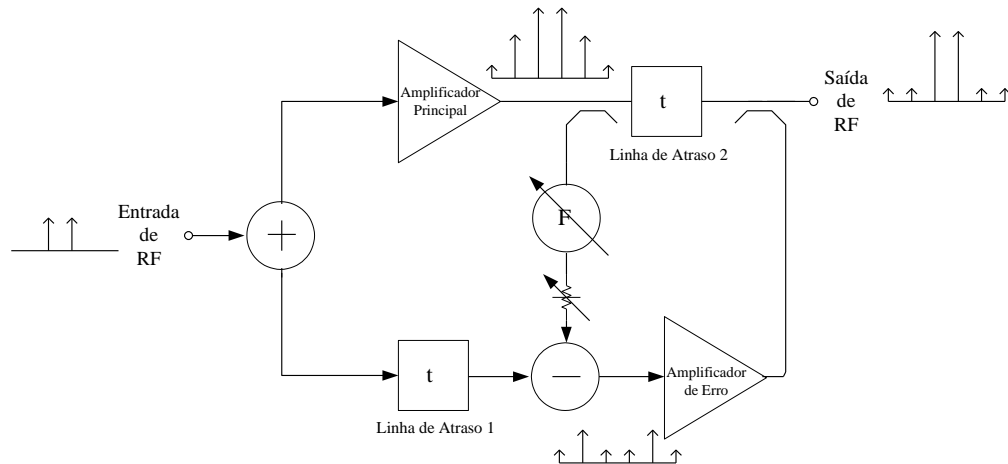 Amplificador
Principal
t
Linha de Atraso 2
Saída
de
RF
Entrada
de
RF
+
F
t
Linha de Atraso 1
—
Amplificador
de Erro